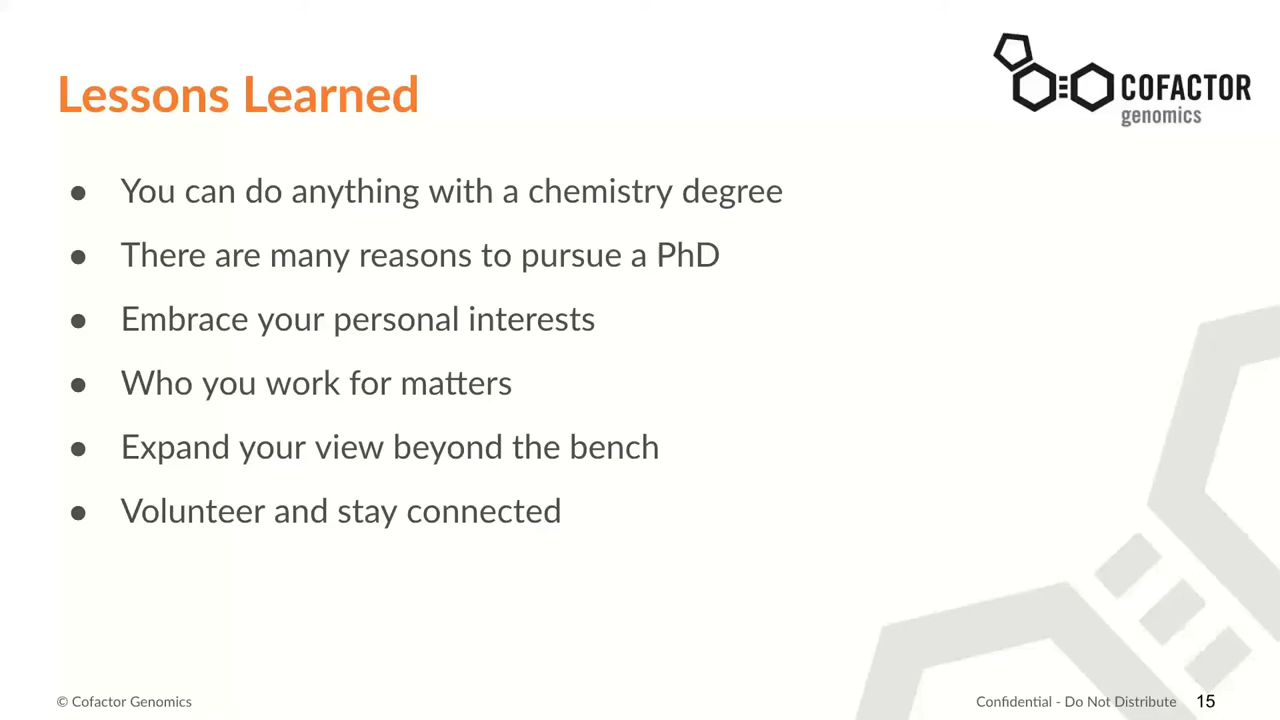 Lessons Learned
COFACTOR
genomics
● You can do anything with a chemistry degree
● There are many reasons to pursue a PhD
● Embrace your personal interests
● Who you work for matters
● Expand your view beyond the bench
● Volunteer and stay connected
© Cofactor Genomics
Confidential - Do Not Distribute 15